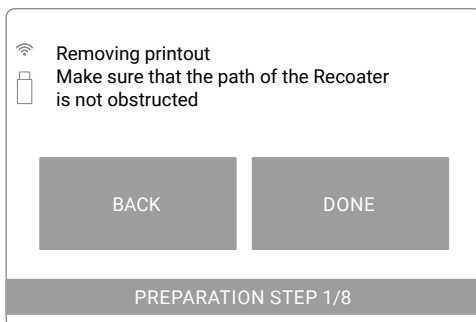 Removing printout
Make sure that the path of the Recoater
is not obstructed
BACK
DONE
PREPARATION STEP 1/8